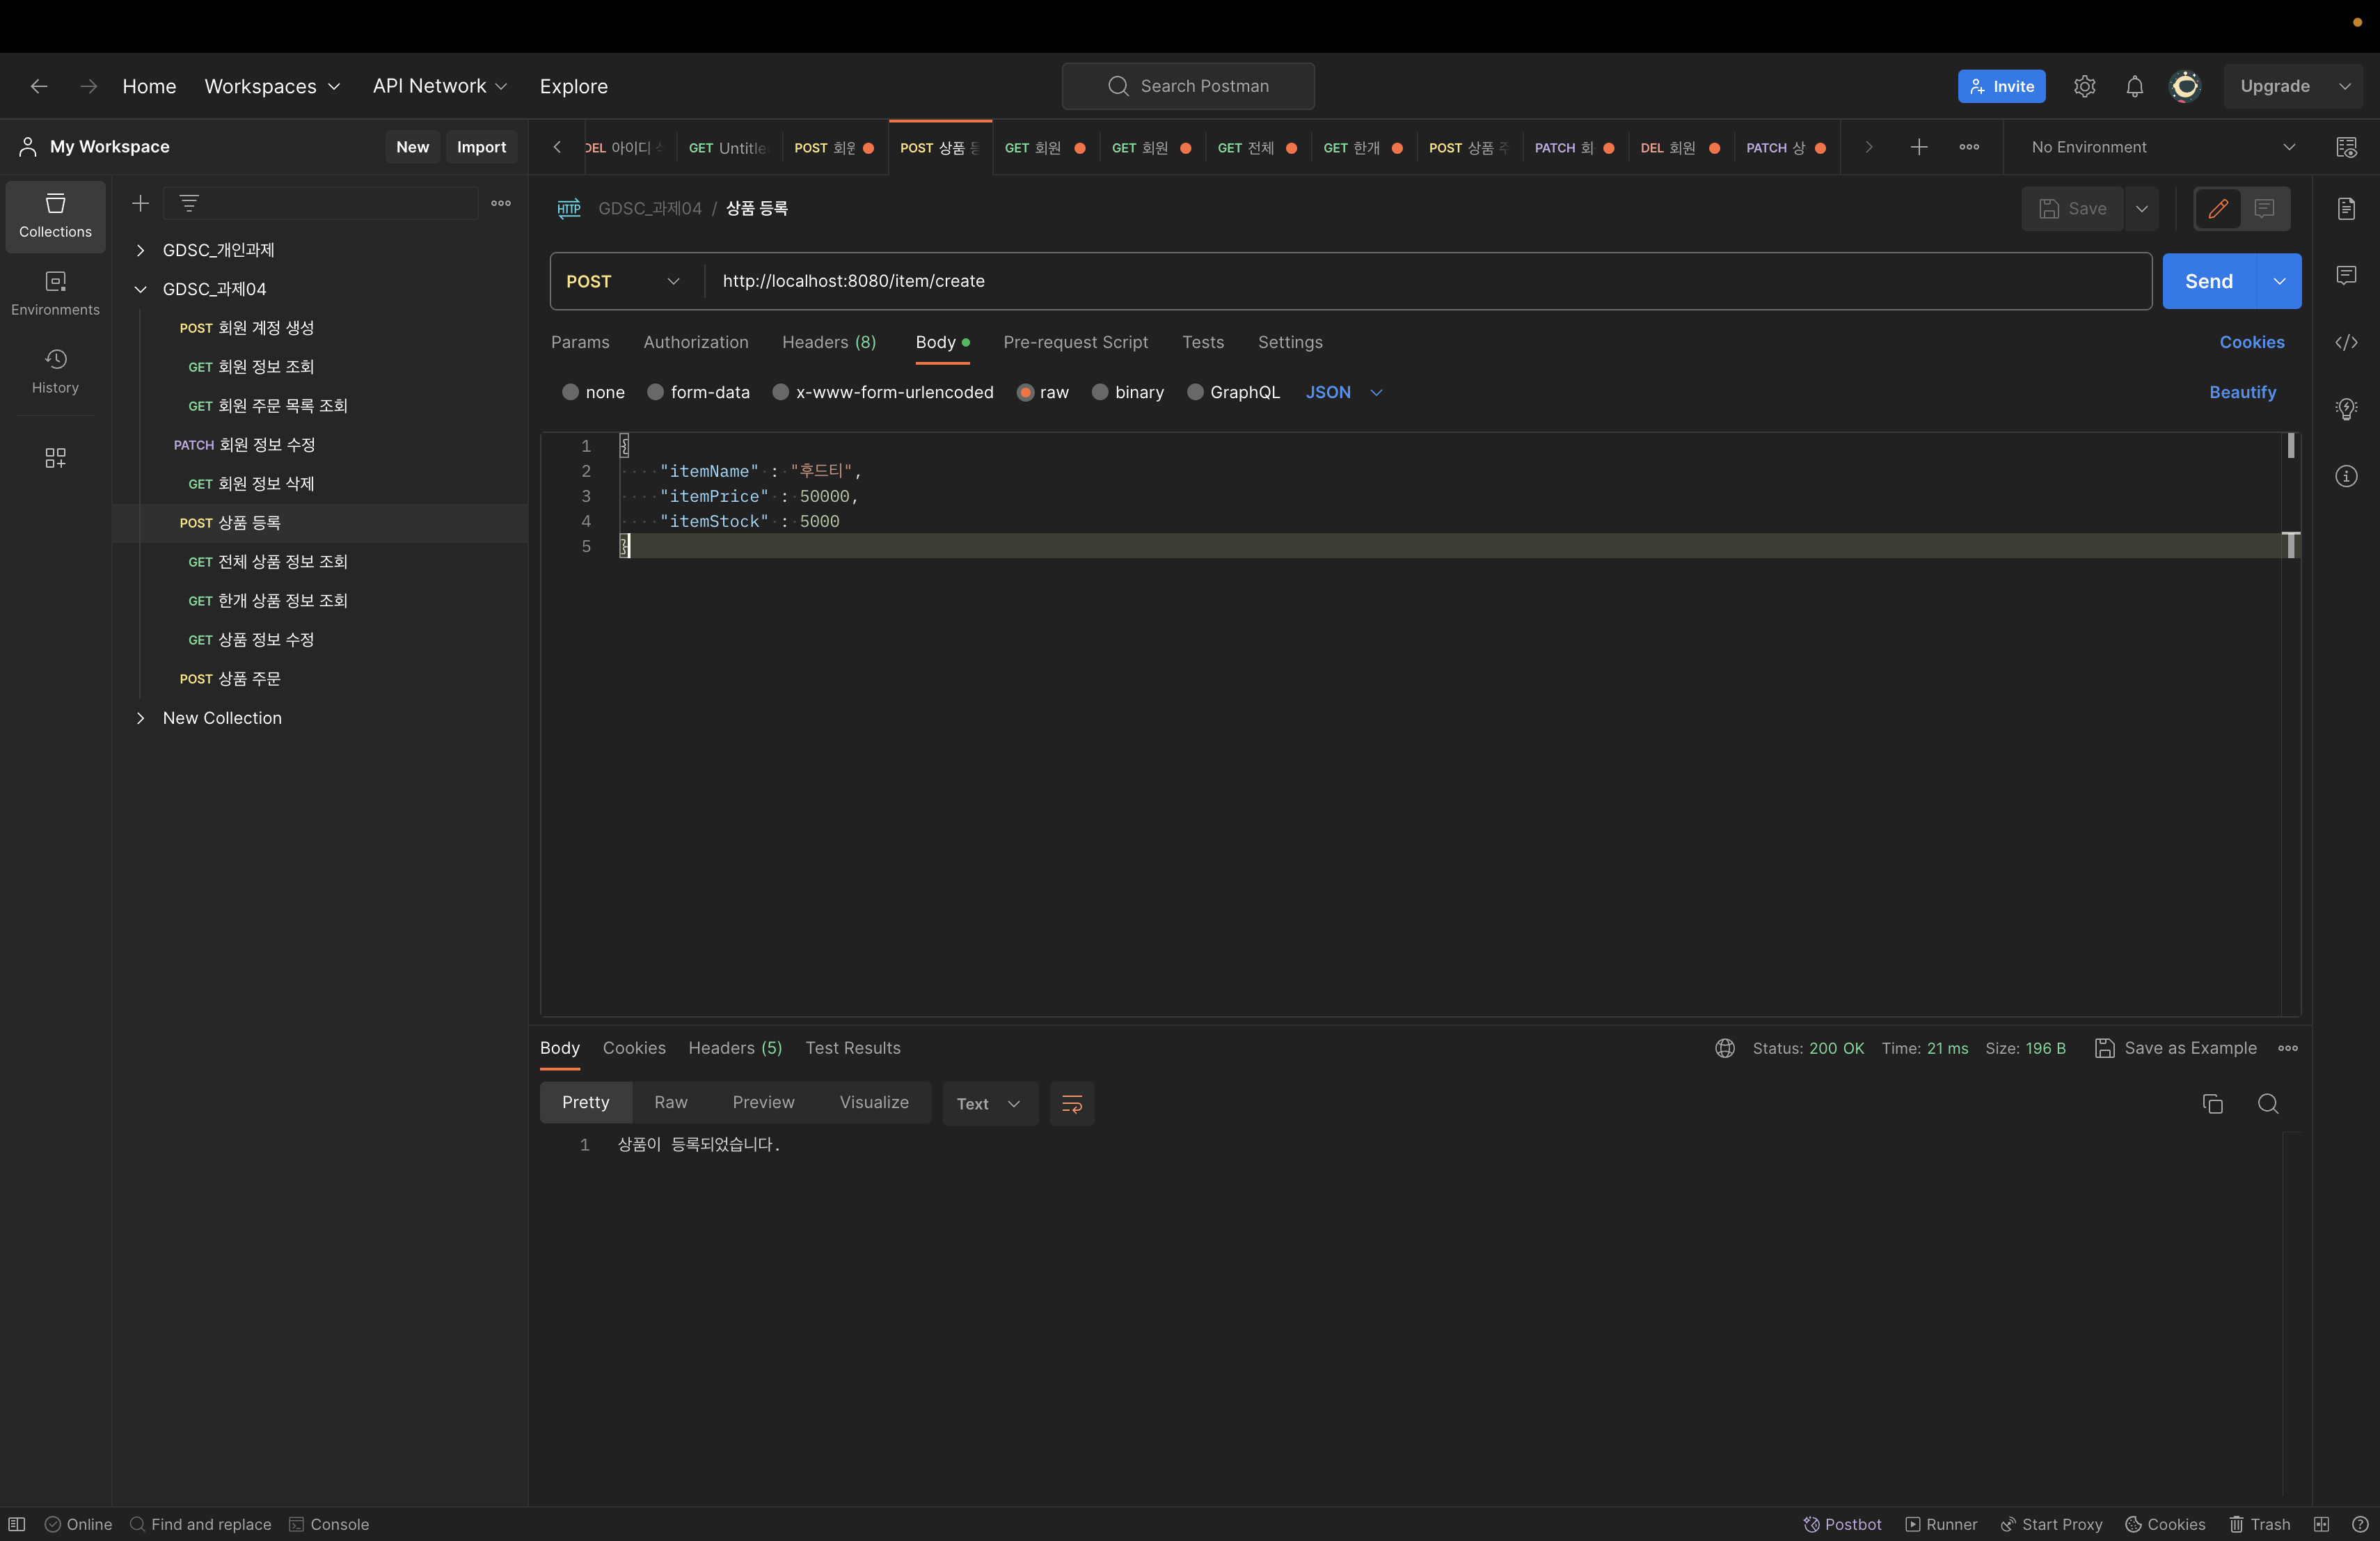 Home Workspaces API Network Explore Search Postman Invite Upgrade
My Workspace New Import
DEL 아이디 GET Untitle POST 회원 POST 상품 GET 회원 GET 회원 GET 전체 GET 한개 POST 상품 PATCH 회 DEL 회원 PATCH 상 No Environment
Collections
Environments
History
GDSC_개인과제
GDSC_과제04
POST 회원 계정 생성
GET 회원 정보 조회
GET 회원 주문 목록 조회
PATCH 회원 정보 수정
GET 회원 정보 삭제
POST 상품 등록
GET 전체 상품 정보 조회
GET 한개 상품 정보 조회
GET 상품 정보 수정
POST 상품 주문
New Collection
HTTP GDSC_과제04 / 상품 등록 Save
POST http://localhost:8080/item/create Send
Params Authorization Headers (8) Body Pre-request Script Tests Settings Cookies
none form-data x-www-form-urlencoded raw binary GraphQL JSON Beautify
1 {
2 "itemName" : "후드티",
3 "itemPrice" : 50000,
4 "itemStock" : 5000
5 }
Body Cookies Headers (5) Test Results Status: 200 OK Time: 21 ms Size: 196 B Save as Example
Pretty Raw Preview Visualize Text
1 상품이 등록되었습니다.
Online Find and replace Console Postbot Runner Start Proxy Cookies Trash